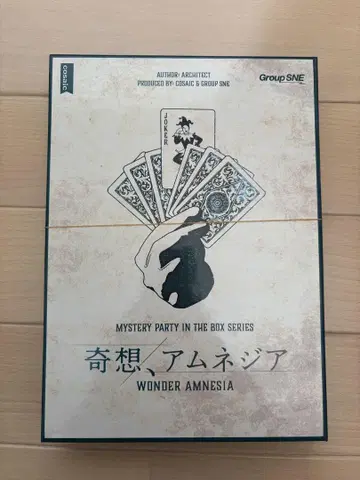 cosaic
AUTHOR: ARCHITECT
PRODUCED BY: COSAIC & GROUP SNE
Group SNE
JOKER
MYSTERY PARTY IN THE BOX SERIES
奇想、アムネジア
WONDER AMNESIA